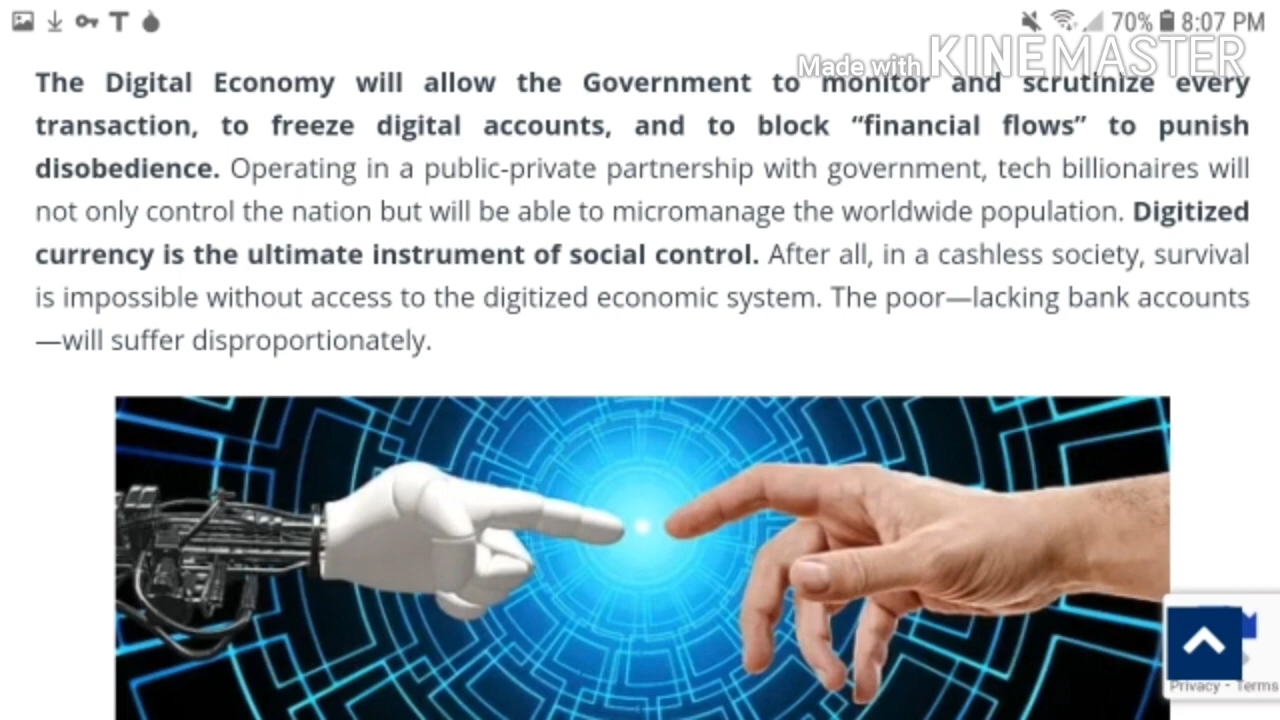 70% 8:07 PM
Made with KINEMASTER
The Digital Economy will allow the Government to monitor and scrutinize every
transaction, to freeze digital accounts, and to block “financial flows” to punish
disobedience. Operating in a public-private partnership with government, tech billionaires will
not only control the nation but will be able to micromanage the worldwide population. Digitized
currency is the ultimate instrument of social control. After all, in a cashless society, survival
is impossible without access to the digitized economic system. The poor—lacking bank accounts
—will suffer disproportionately.
Privacy - Terms